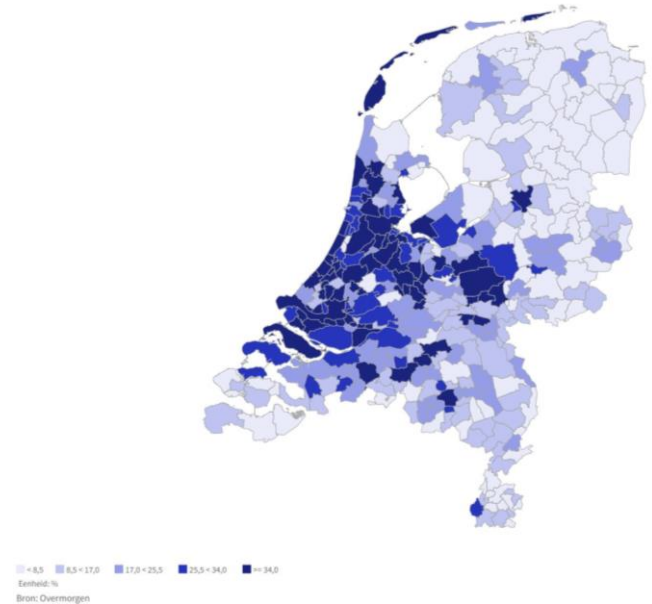 < 8,5 8,5 < 17,0 17,0 < 25,5 25,5 < 34,0 >= 34,0
Eenheid: %
Bron: Overmorgen